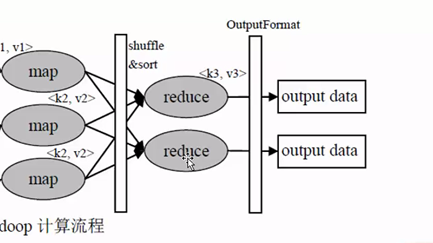 OutputFormat
1, v1>
shuffle
&sort
map
<k3, v3>
<k2, v2>
reduce
output data
map
<k2, v2>
reduce
output data
map
doop 计算流程